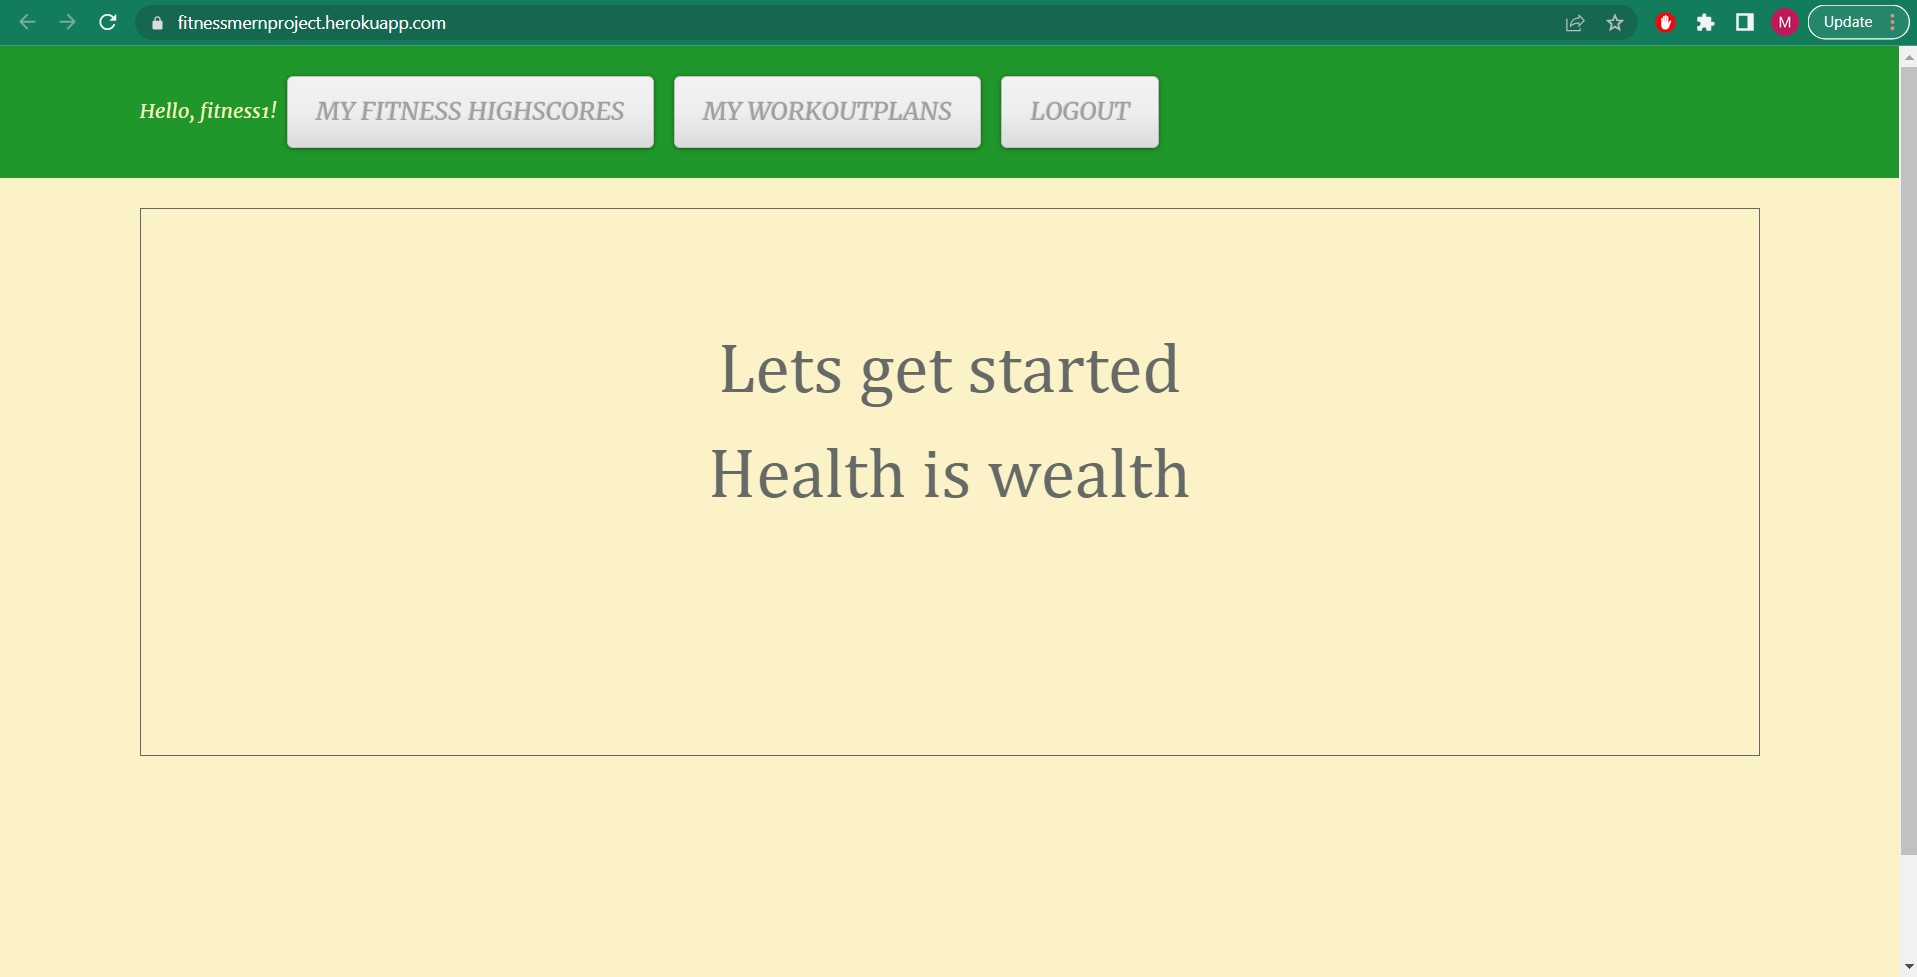 fitnessmernproject.herokuapp.com
M
Update
Hello, fitness1!
MY FITNESS HIGHSCORES
MY WORKOUTPLANS
LOGOUT
Lets get started
Health is wealth